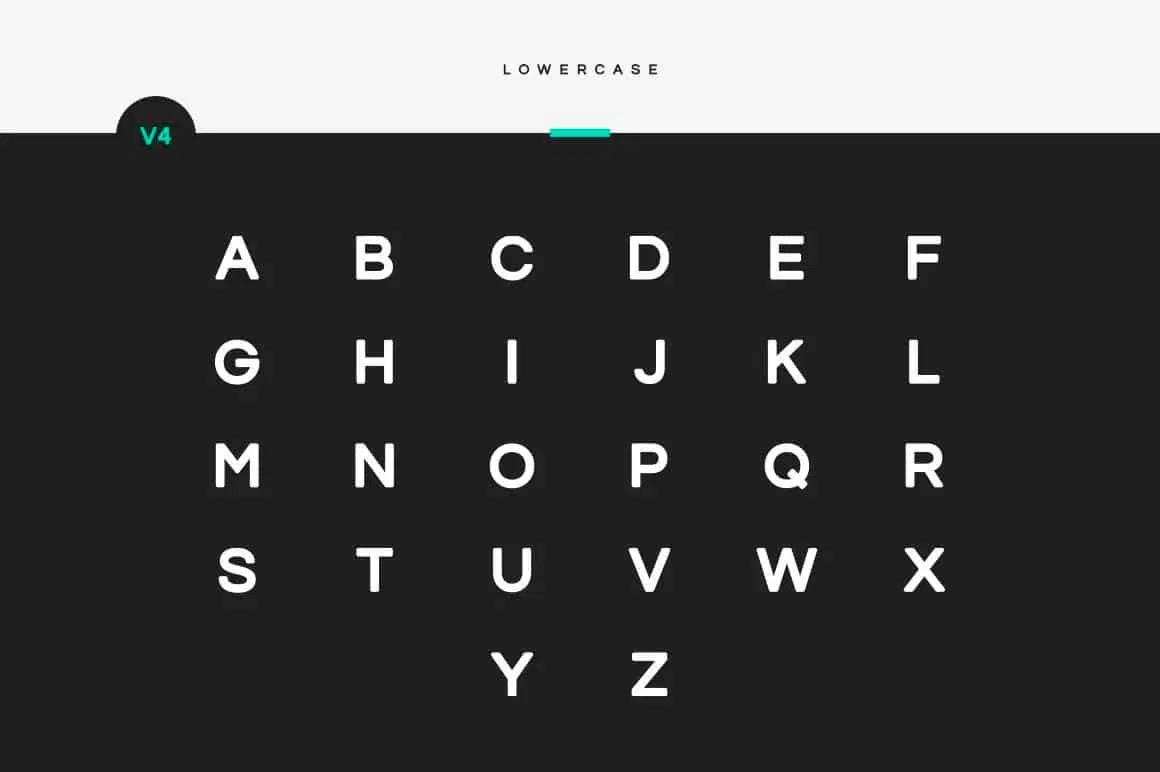 LOWERCASE
V4
A B C D E F
G H I J K L
M N O P Q R
S T U V W X
Y Z